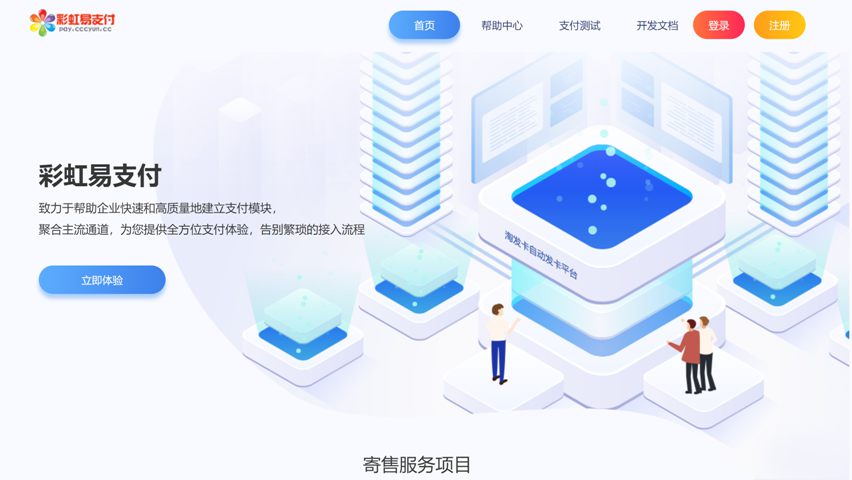 彩虹易支付
pay.cccyun.cc
首页
帮助中心
支付测试
开发文档
登录
注册
彩虹易支付
致力于帮助企业快速和高质量地建立支付模块，
聚合主流通道，为您提供全方位支付体验，告别繁琐的接入流程
立即体验
淘发卡自动发卡平台
寄售服务项目